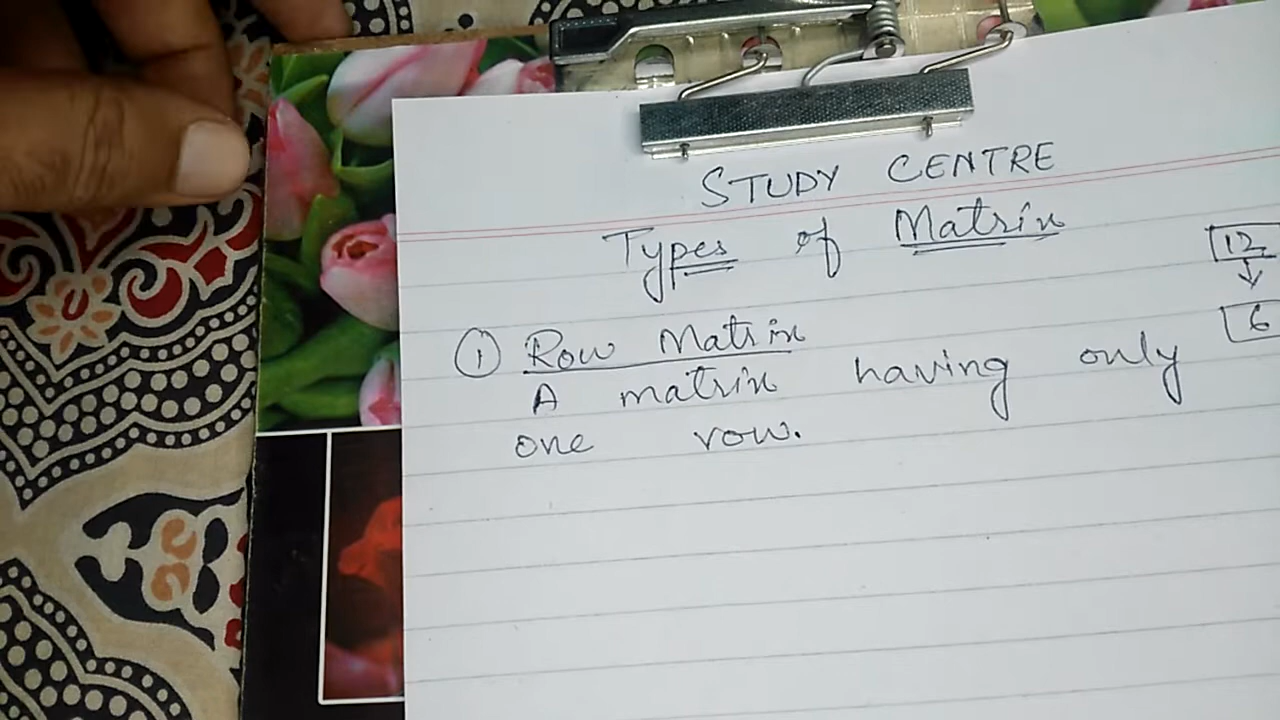 STUDY CENTRE
Types of Matrix
12
6
① Row Matrix
A matrix having only
one row.